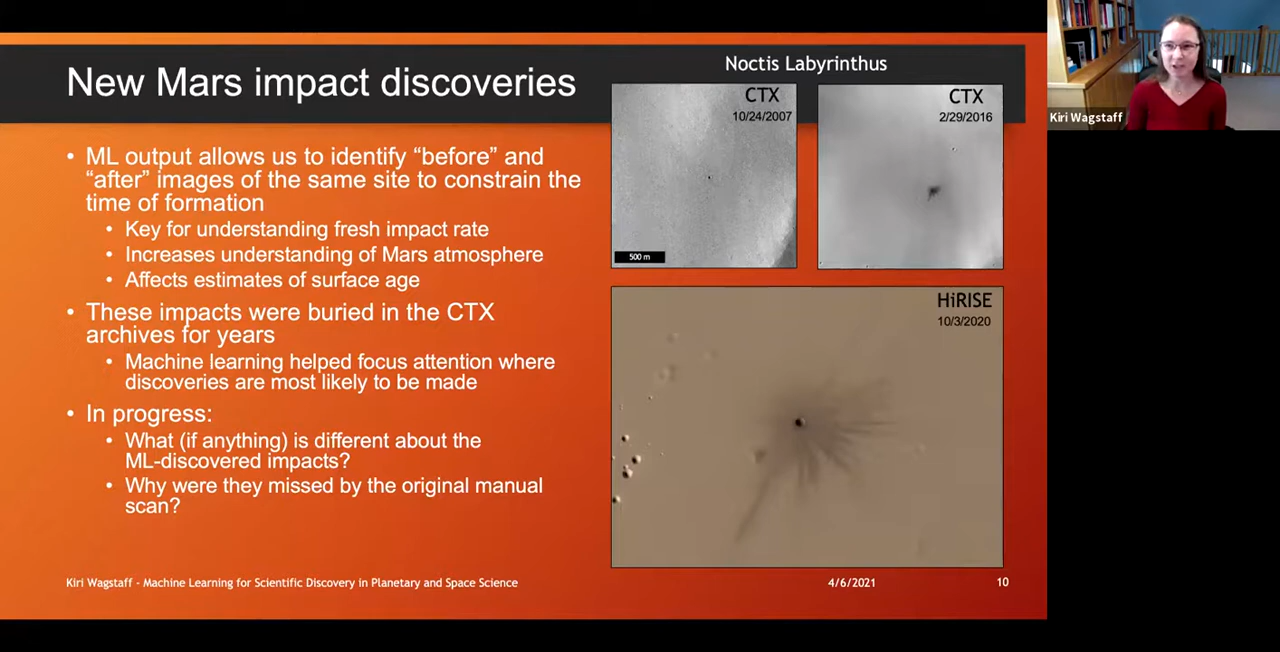 New Mars impact discoveries
• ML output allows us to identify “before” and
“after” images of the same site to constrain the
time of formation
• Key for understanding fresh impact rate
• Increases understanding of Mars atmosphere
• Affects estimates of surface age
• These impacts were buried in the CTX
archives for years
• Machine learning helped focus attention where
discoveries are most likely to be made
• In progress:
• What (if anything) is different about the
ML-discovered impacts?
• Why were they missed by the original manual
scan?
Noctis Labyrinthus
CTX
10/24/2007
500 m
CTX
2/29/2016
HiRISE
10/3/2020
Kiri Wagstaff - Machine Learning for Scientific Discovery in Planetary and Space Science
4/6/2021
10
Kiri Wagstaff